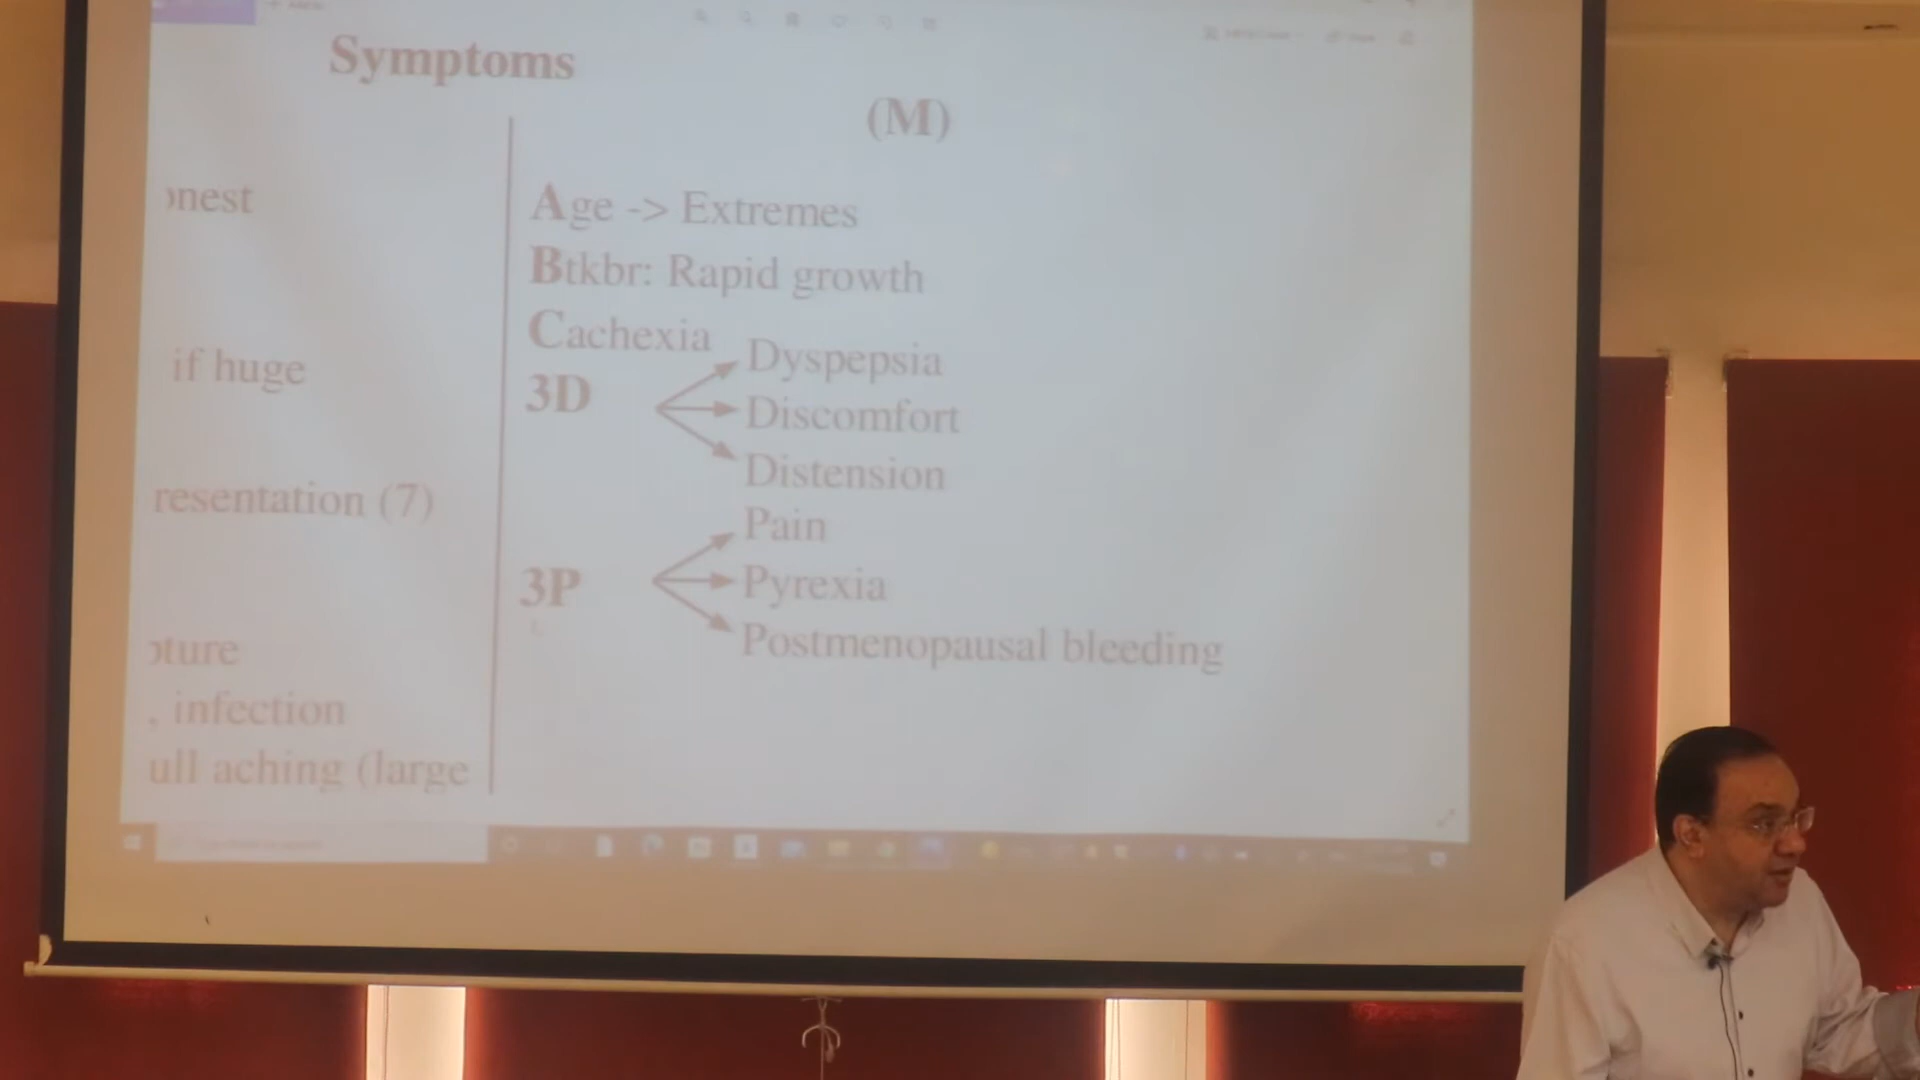 Symptoms
(M)
onest
if huge
resentation (7)
, infection
ull aching (large
Age -> Extremes
Btkbr: Rapid growth
Cachexia
3D
Dyspepsia
Discomfort
Distension
3P
Pain
Pyrexia
Postmenopausal bleeding